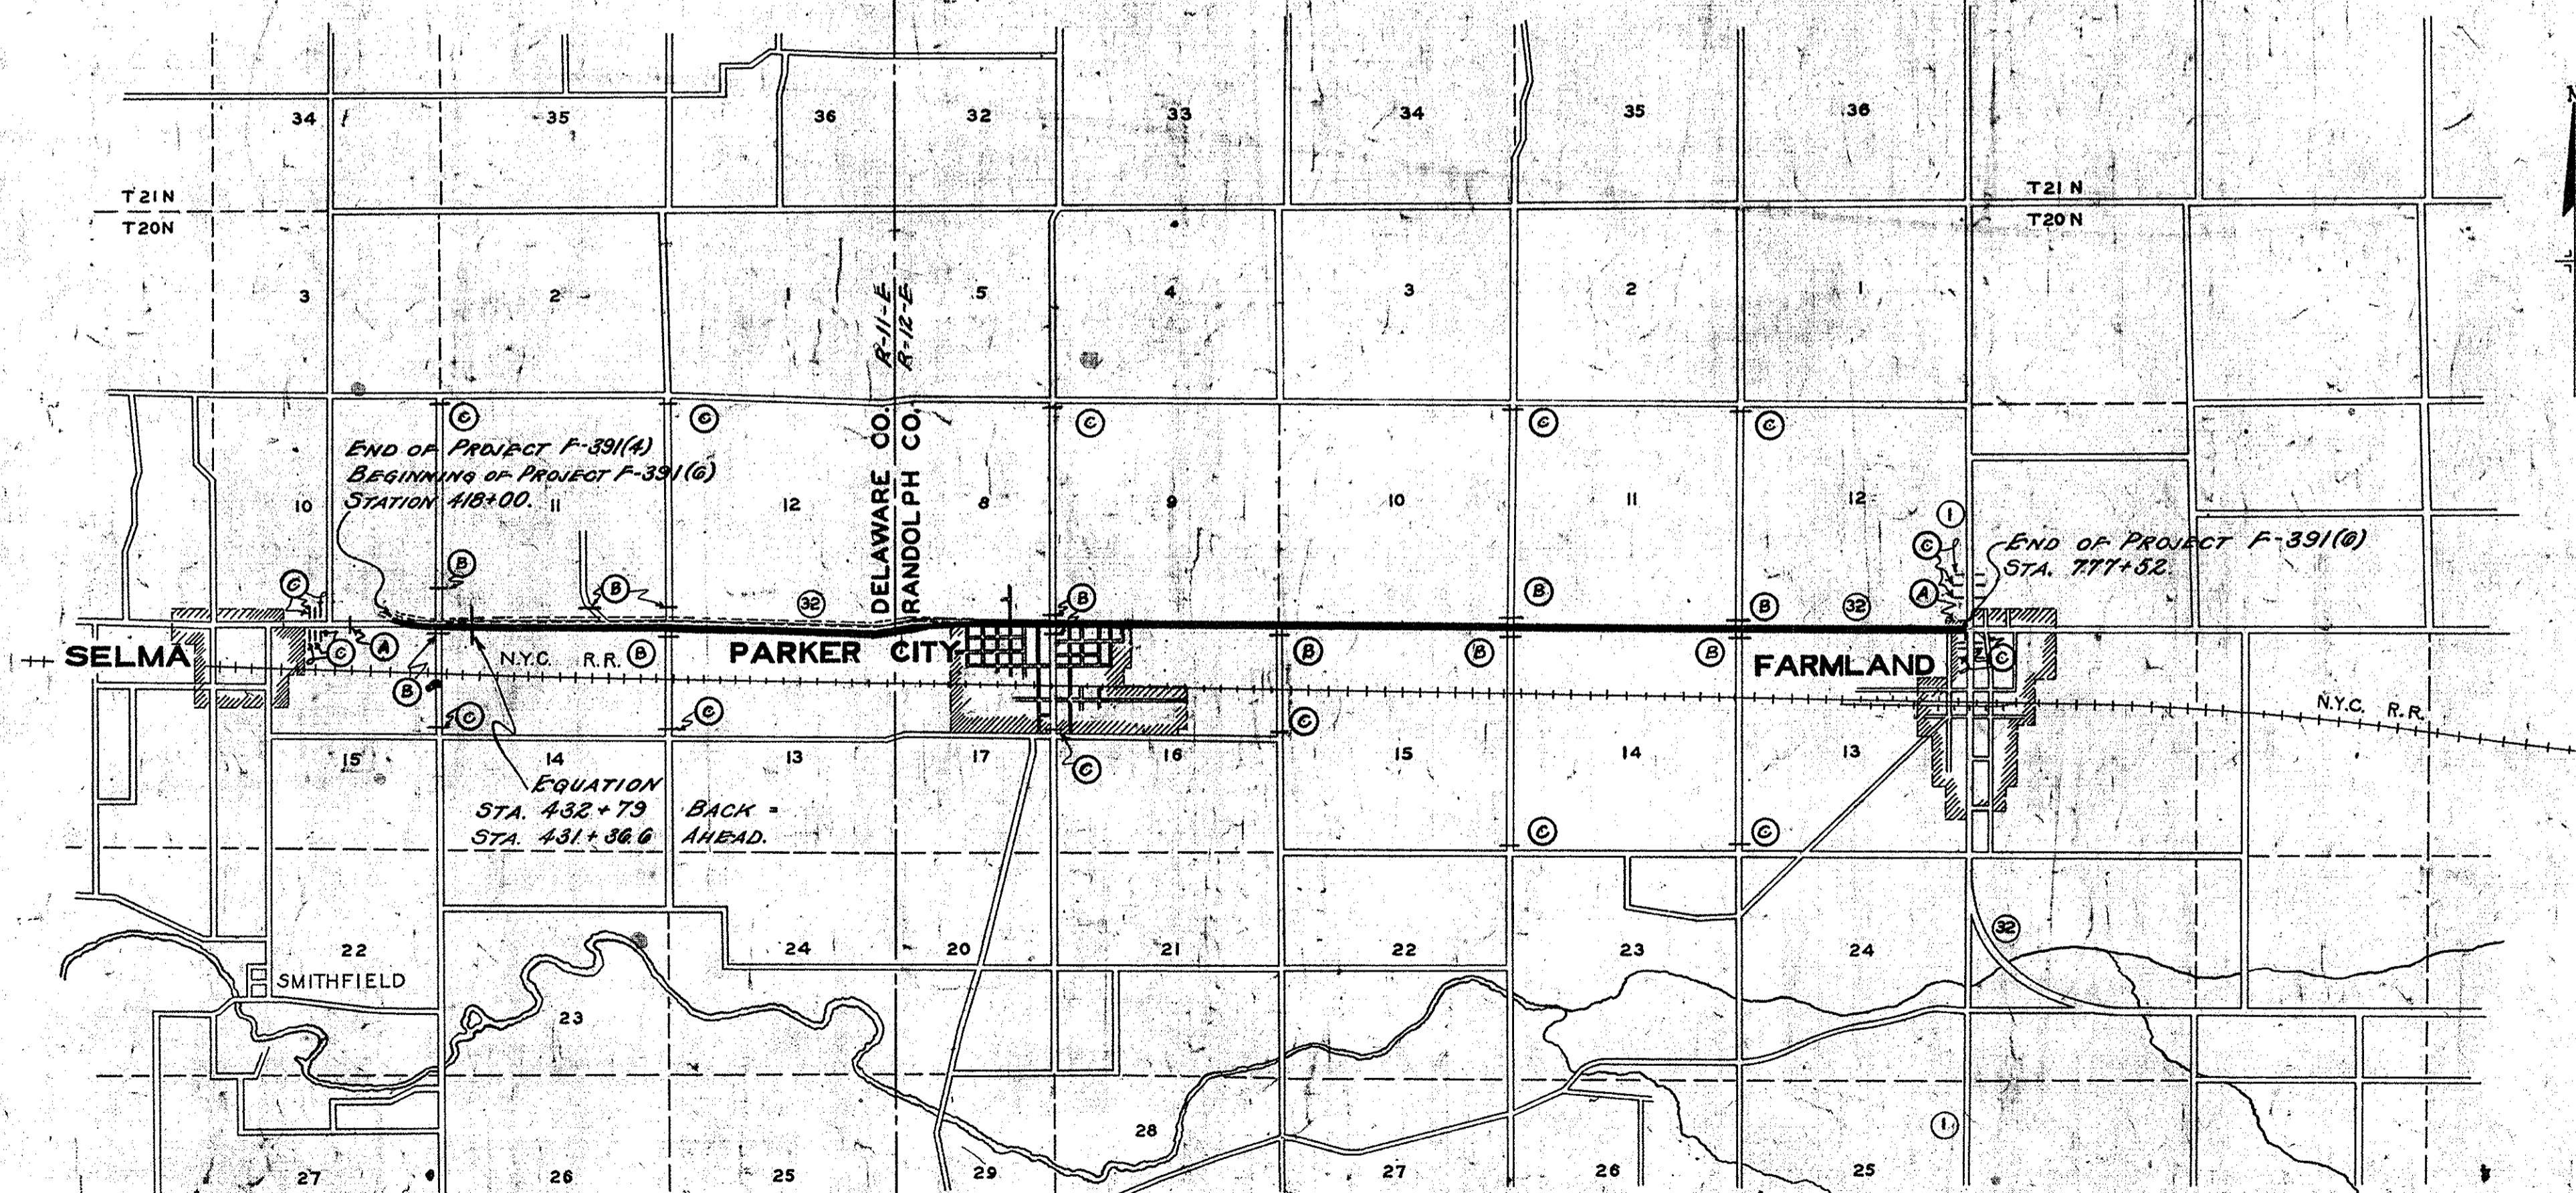 34 35 36 32 33 34 35 36
T21N T21N
T20N T20N
3 2 1 5 4 3 2 1
R-11-E
R-12-E
C C C C C
END OF PROJECT F-391(4)
BEGINNING OF PROJECT F-391(6)
STATION 418+00.
10 11 12 8 9 10 11 12
DELAWARE CO.
RANDOLPH CO.
1
C
END OF PROJECT F-391(6)
STA. 777+52
B B B B B A
C 32 32
C A
SELMA N.Y.C. R.R. B PARKER CITY B B B FARMLAND C
B C C C
N.Y.C. R.R.
15 14 13 17 16 15 14 13
C
EQUATION
STA. 432+79 BACK =
STA. 431+36.6 AHEAD.
C C
32
22 24 20 21 22 23 24
SMITHFIELD
23
28 1
27 26 25 29 27 26 25